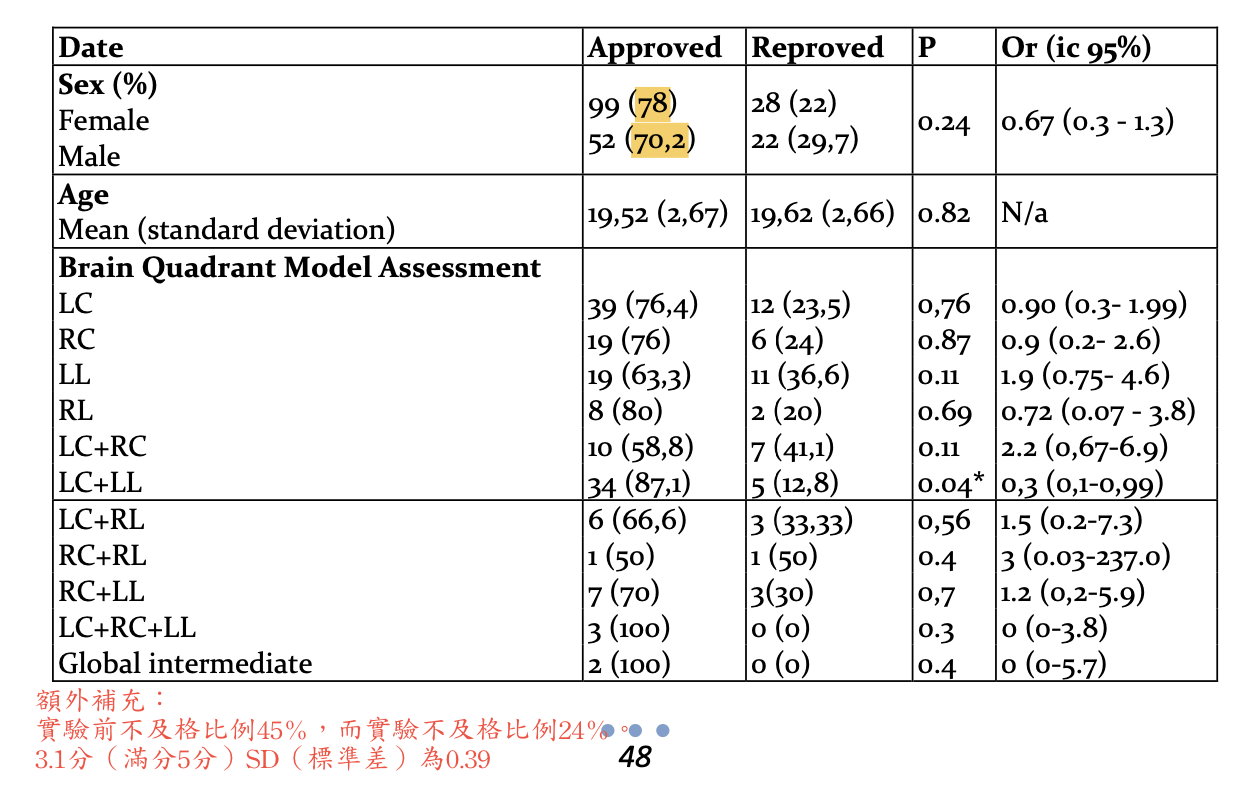 Date Approved Reproved P Or (ic 95%)
Sex (%)
Female 99 (78) 28 (22)
Male 52 (70,2) 22 (29,7) 0.24 0.67 (0.3 - 1.3)
Age
Mean (standard deviation) 19,52 (2,67) 19,62 (2,66) 0.82 N/a
Brain Quadrant Model Assessment
LC 39 (76,4) 12 (23,5) 0,76 0.90 (0.3- 1.99)
RC 19 (76) 6 (24) 0.87 0.9 (0.2- 2.6)
LL 19 (63,3) 11 (36,6) 0.11 1.9 (0.75- 4.6)
RL 8 (80) 2 (20) 0.69 0.72 (0.07 - 3.8)
LC+RC 10 (58,8) 7 (41,1) 0.11 2.2 (0,67-6.9)
LC+LL 34 (87,1) 5 (12,8) 0.04* 0,3 (0,1-0,99)
LC+RL 6 (66,6) 3 (33,33) 0,56 1.5 (0.2-7.3)
RC+RL 1 (50) 1 (50) 0.4 3 (0.03-237.0)
RC+LL 7 (70) 3(30) 0,7 1.2 (0,2-5.9)
LC+RC+LL 3 (100) 0 (0) 0.3 0 (0-3.8)
Global intermediate 2 (100) 0 (0) 0.4 0 (0-5.7)
額外補充：
實驗前不及格比例45%，而實驗不及格比例24%。
3.1分（滿分5分）SD（標準差）為0.39
48